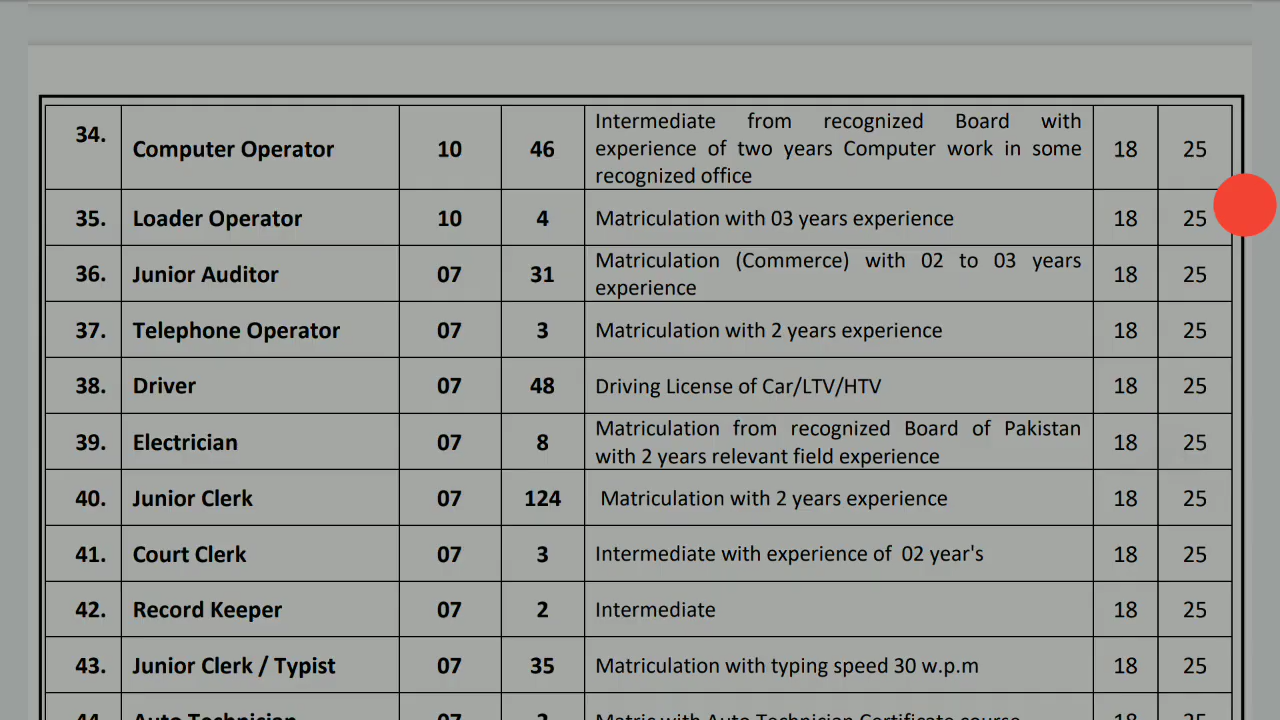 34. Computer Operator 10 46 Intermediate from recognized Board with
experience of two years Computer work in some
recognized office 18 25
35. Loader Operator 10 4 Matriculation with 03 years experience 18 25
36. Junior Auditor 07 31 Matriculation (Commerce) with 02 to 03 years
experience 18 25
37. Telephone Operator 07 3 Matriculation with 2 years experience 18 25
38. Driver 07 48 Driving License of Car/LTV/HTV 18 25
39. Electrician 07 8 Matriculation from recognized Board of Pakistan
with 2 years relevant field experience 18 25
40. Junior Clerk 07 124 Matriculation with 2 years experience 18 25
41. Court Clerk 07 3 Intermediate with experience of 02 year's 18 25
42. Record Keeper 07 2 Intermediate 18 25
43. Junior Clerk / Typist 07 35 Matriculation with typing speed 30 w.p.m 18 25
44. Auto Technician 07 2 Matric with Auto Technician Certificate course 18 25